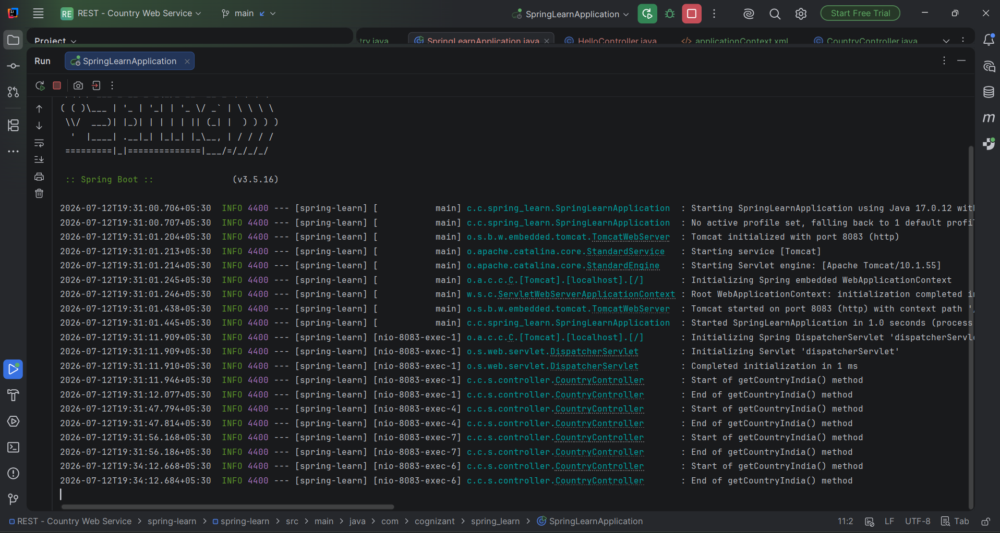 RE REST - Country Web Service main SpringLearnApplication Start Free Trial
Project SpringLearnApplication.java HelloController.java applicationContext.xml CountryController.java
Run SpringLearnApplication
( ( )\___ | '_ | '_| | '_ \/ _` | \ \ \ \
\\/  ___)| |_)| | | | | || (_| |  ) ) ) )
'  |____| .__|_| |_|_| |_\__, | / / / /
=========|_|==============|___/=/_/_/_/
:: Spring Boot :: (v3.5.16)
2026-07-12T19:31:00.706+05:30 INFO 4400 --- [spring-learn] [ main] c.c.spring_learn.SpringLearnApplication : Starting SpringLearnApplication using Java 17.0.12
2026-07-12T19:31:00.707+05:30 INFO 4400 --- [spring-learn] [ main] c.c.spring_learn.SpringLearnApplication : No active profile set, falling back to 1 default
2026-07-12T19:31:01.204+05:30 INFO 4400 --- [spring-learn] [ main] o.s.b.w.embedded.tomcat.TomcatWebServer : Tomcat initialized with port 8083 (http)
2026-07-12T19:31:01.213+05:30 INFO 4400 --- [spring-learn] [ main] o.apache.catalina.core.StandardService : Starting service [Tomcat]
2026-07-12T19:31:01.214+05:30 INFO 4400 --- [spring-learn] [ main] o.apache.catalina.core.StandardEngine : Starting Servlet engine: [Apache Tomcat/10.1.55]
2026-07-12T19:31:01.245+05:30 INFO 4400 --- [spring-learn] [ main] o.a.c.c.C.[Tomcat].[localhost].[/] : Initializing Spring embedded WebApplicationContext
2026-07-12T19:31:01.246+05:30 INFO 4400 --- [spring-learn] [ main] w.s.c.ServletWebServerApplicationContext : Root WebApplicationContext: initialization completed
2026-07-12T19:31:01.438+05:30 INFO 4400 --- [spring-learn] [ main] o.s.b.w.embedded.tomcat.TomcatWebServer : Tomcat started on port 8083 (http) with context path
2026-07-12T19:31:01.445+05:30 INFO 4400 --- [spring-learn] [ main] c.c.spring_learn.SpringLearnApplication : Started SpringLearnApplication in 1.0 seconds (process
2026-07-12T19:31:11.909+05:30 INFO 4400 --- [spring-learn] [nio-8083-exec-1] o.a.c.c.C.[Tomcat].[localhost].[/] : Initializing Spring DispatcherServlet
2026-07-12T19:31:11.909+05:30 INFO 4400 --- [spring-learn] [nio-8083-exec-1] o.s.web.servlet.DispatcherServlet : Initializing Servlet 'dispatcherServlet'
2026-07-12T19:31:11.910+05:30 INFO 4400 --- [spring-learn] [nio-8083-exec-1] o.s.web.servlet.DispatcherServlet : Completed initialization in 1 ms
2026-07-12T19:31:11.946+05:30 INFO 4400 --- [spring-learn] [nio-8083-exec-1] c.c.s.controller.CountryController : Start of getCountryIndia() method
2026-07-12T19:31:12.077+05:30 INFO 4400 --- [spring-learn] [nio-8083-exec-1] c.c.s.controller.CountryController : End of getCountryIndia() method
2026-07-12T19:31:47.794+05:30 INFO 4400 --- [spring-learn] [nio-8083-exec-4] c.c.s.controller.CountryController : Start of getCountryIndia() method
2026-07-12T19:31:47.814+05:30 INFO 4400 --- [spring-learn] [nio-8083-exec-4] c.c.s.controller.CountryController : End of getCountryIndia() method
2026-07-12T19:31:56.168+05:30 INFO 4400 --- [spring-learn] [nio-8083-exec-7] c.c.s.controller.CountryController : Start of getCountryIndia() method
2026-07-12T19:31:56.186+05:30 INFO 4400 --- [spring-learn] [nio-8083-exec-7] c.c.s.controller.CountryController : End of getCountryIndia() method
2026-07-12T19:34:12.668+05:30 INFO 4400 --- [spring-learn] [nio-8083-exec-6] c.c.s.controller.CountryController : Start of getCountryIndia() method
2026-07-12T19:34:12.684+05:30 INFO 4400 --- [spring-learn] [nio-8083-exec-6] c.c.s.controller.CountryController : End of getCountryIndia() method
REST - Country Web Service > spring-learn > spring-learn > src > main > java > com > cognizant > spring_learn > SpringLearnApplication 11:2 LF UTF-8 Tab